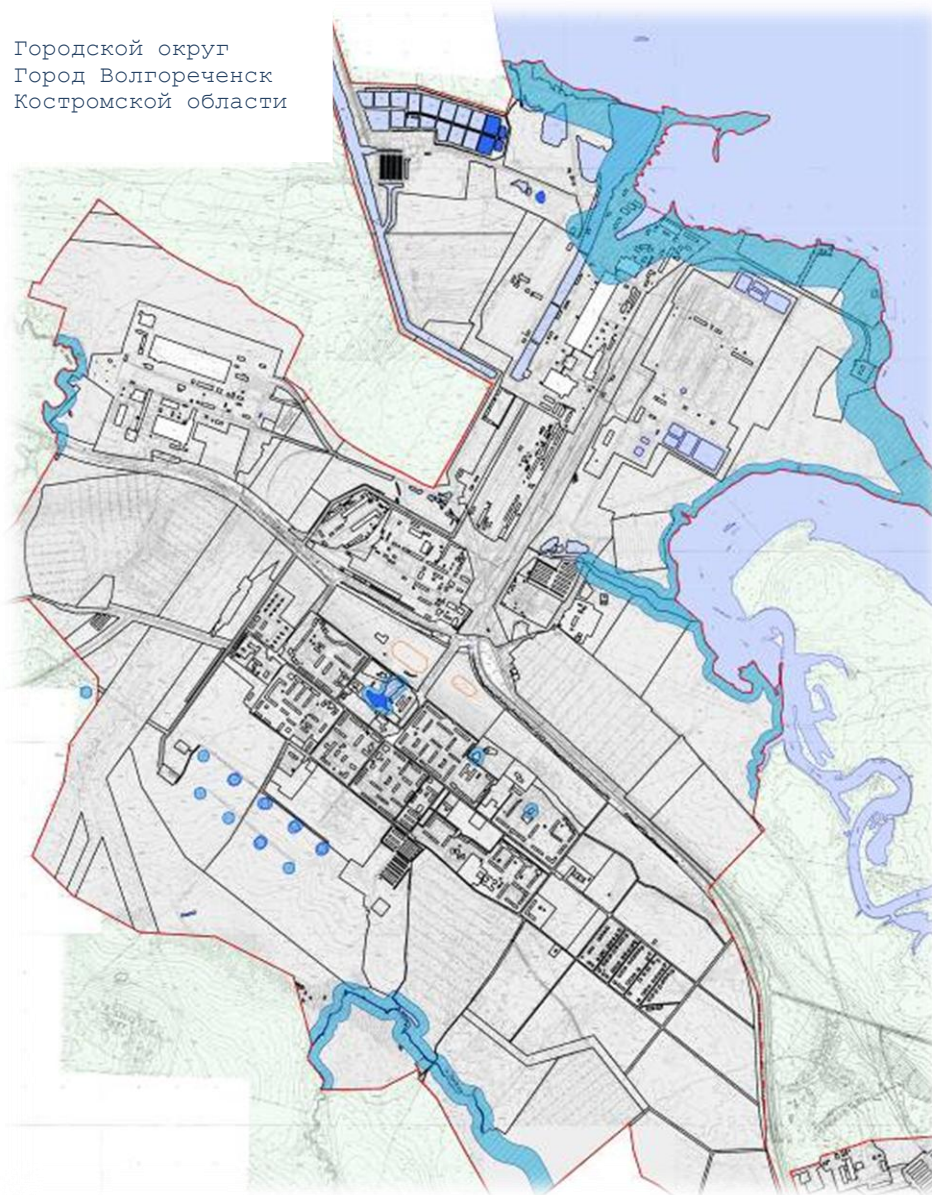 Городской округ
Город Волгореченск
Костромской области